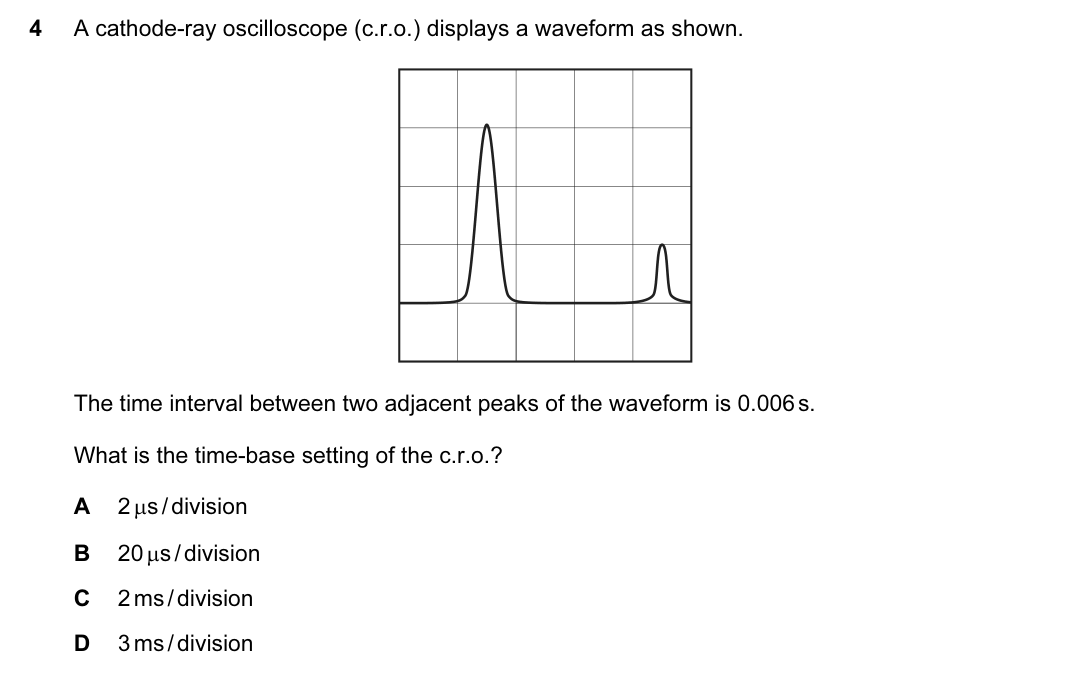 4 A cathode-ray oscilloscope (c.r.o.) displays a waveform as shown.
The time interval between two adjacent peaks of the waveform is 0.006 s.
What is the time-base setting of the c.r.o.?
A 2 μs / division
B 20 μs / division
C 2 ms / division
D 3 ms / division